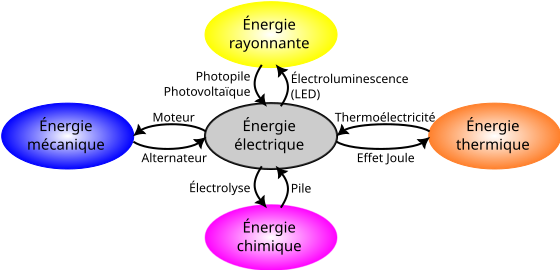 Énergie
rayonnante
Photopile
Photovoltaïque
Électroluminescence
(LED)
Énergie
mécanique
Moteur
Alternateur
Énergie
électrique
Thermoélectricité
Effet Joule
Énergie
thermique
Électrolyse
Pile
Énergie
chimique